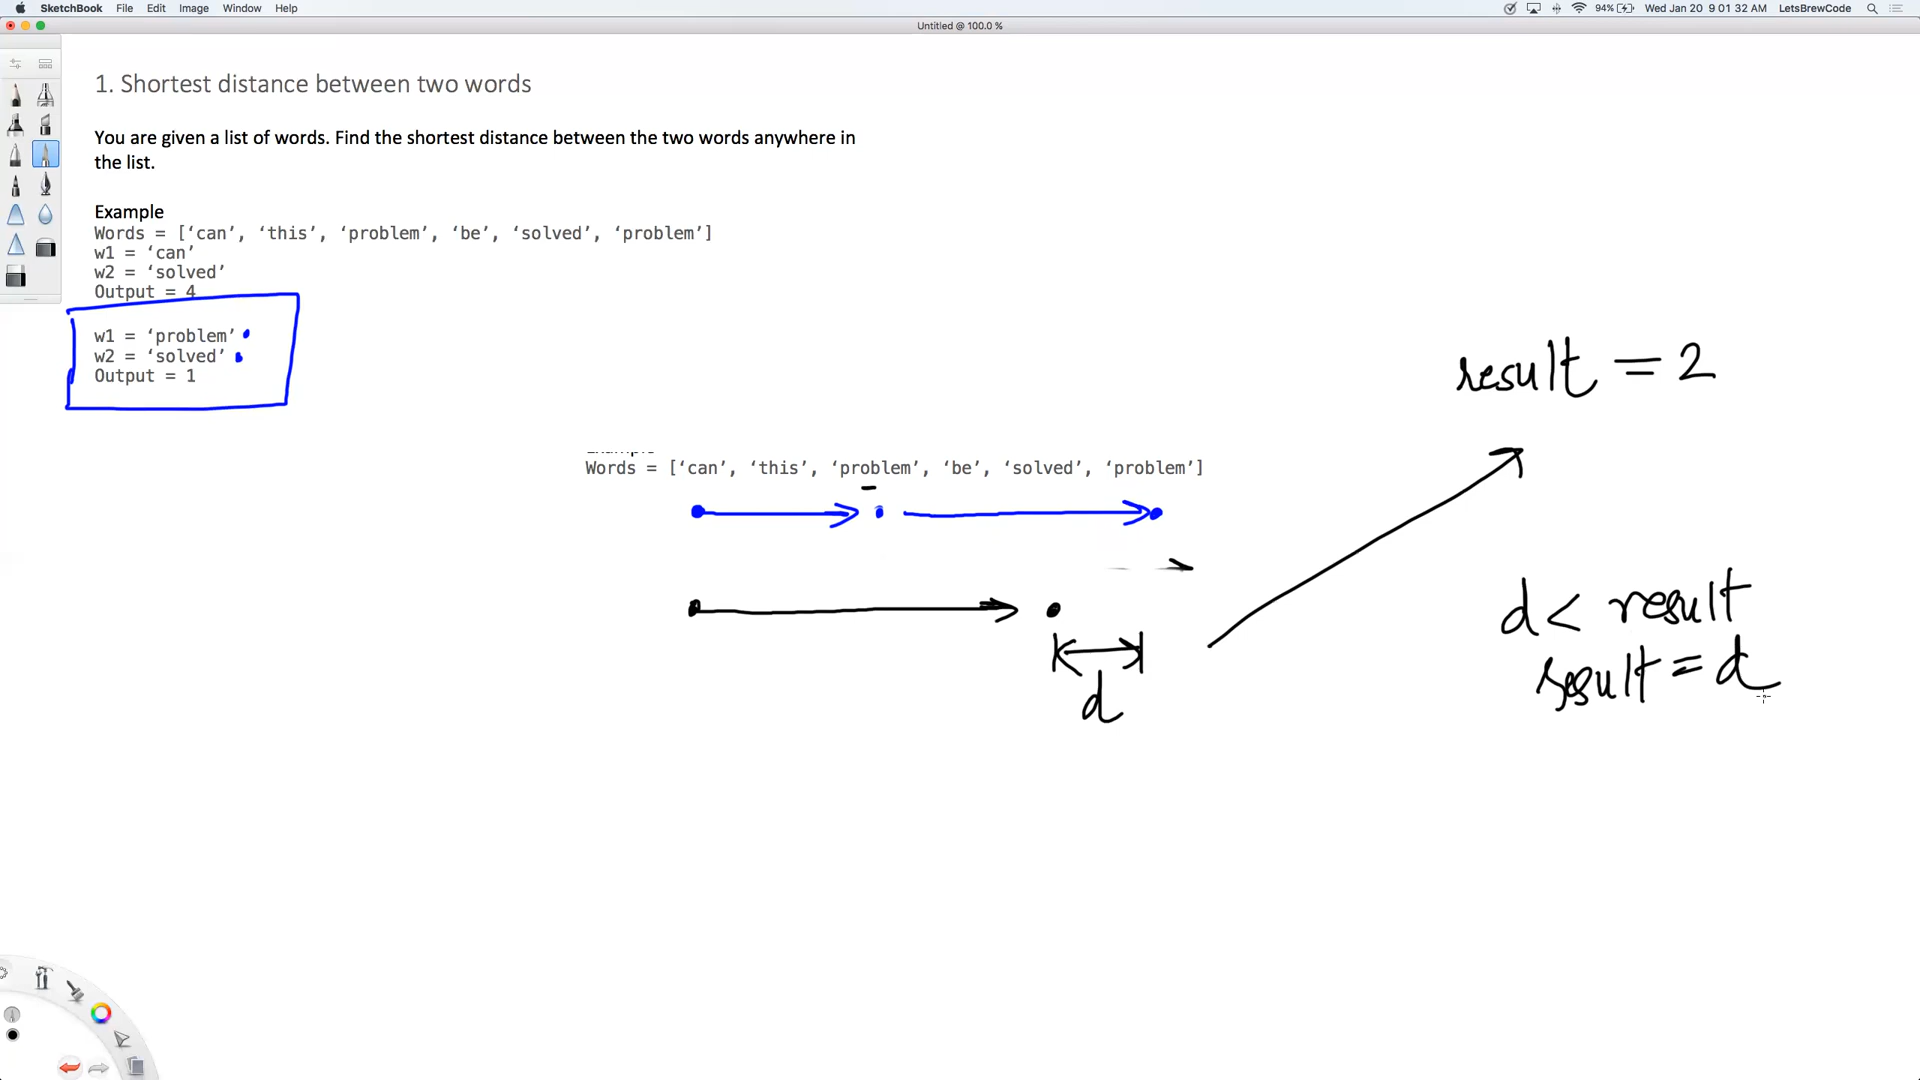 SketchBook File Edit Image Window Help 94% Wed Jan 20 9:01:32 AM LetsBrewCode
Untitled @ 100.0 %
1. Shortest distance between two words
You are given a list of words. Find the shortest distance between the two words anywhere in
the list.
Example
Words = [‘can’, ‘this’, ‘problem’, ‘be’, ‘solved’, ‘problem’]
w1 = ‘can’
w2 = ‘solved’
Output = 4
w1 = ‘problem’
w2 = ‘solved’
Output = 1
result = 2
Words = [‘can’, ‘this’, ‘problem’, ‘be’, ‘solved’, ‘problem’]
d < result
result = d
d